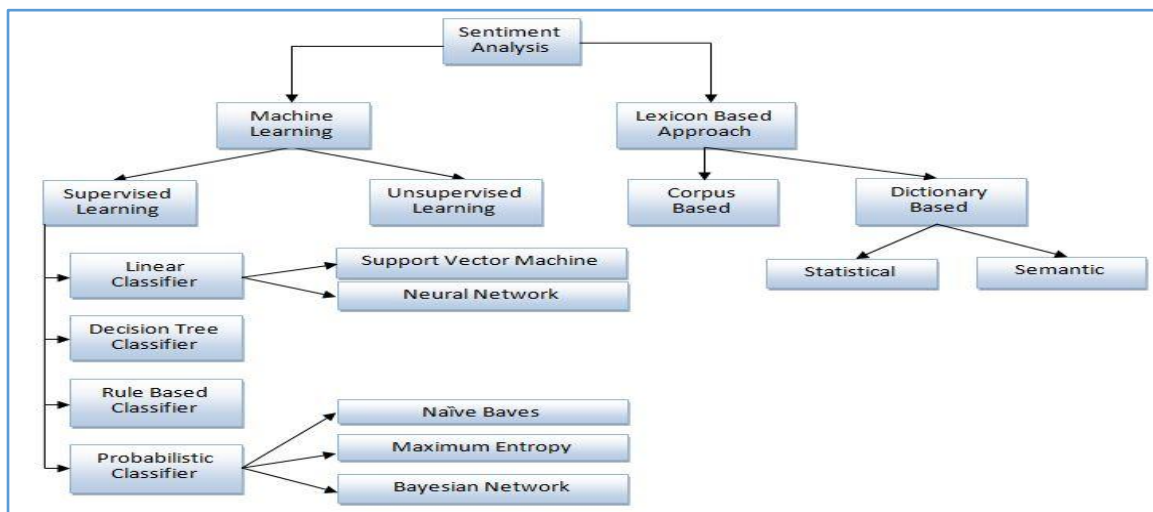 Sentiment
Analysis
Machine
Learning
Lexicon Based
Approach
Supervised
Learning
Unsupervised
Learning
Corpus
Based
Dictionary
Based
Linear
Classifier
Support Vector Machine
Neural Network
Statistical
Semantic
Decision Tree
Classifier
Rule Based
Classifier
Naïve Baves
Maximum Entropy
Probabilistic
Classifier
Bayesian Network